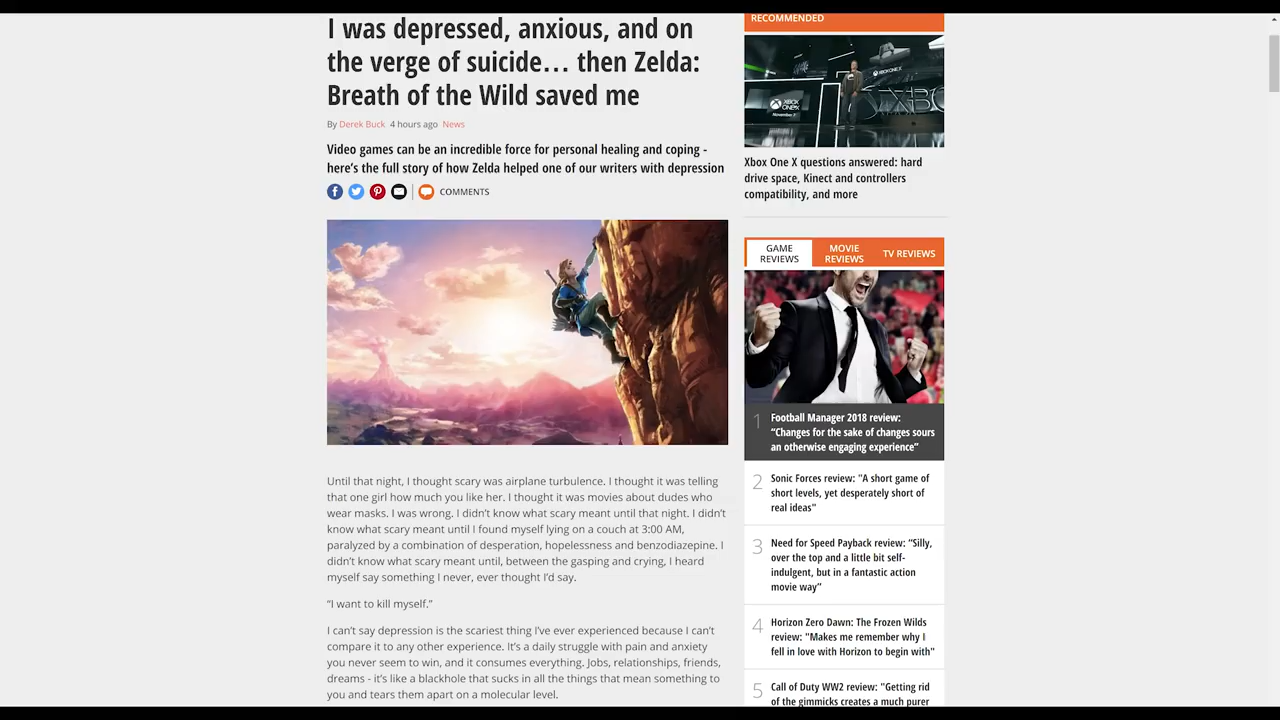 I was depressed, anxious, and on
the verge of suicide… then Zelda:
Breath of the Wild saved me
By Derek Buck 4 hours ago News
Video games can be an incredible force for personal healing and coping -
here's the full story of how Zelda helped one of our writers with depression
COMMENTS
Until that night, I thought scary was airplane turbulence. I thought it was telling
that one girl how much you like her. I thought it was movies about dudes who
wear masks. I was wrong. I didn't know what scary meant until that night. I didn't
know what scary meant until I found myself lying on a couch at 3:00 AM,
paralyzed by a combination of desperation, hopelessness and benzodiazepine. I
didn't know what scary meant until, between the gasping and crying, I heard
myself say something I never, ever thought I'd say.
“I want to kill myself.”
I can't say depression is the scariest thing I've ever experienced because I can't
compare it to any other experience. It's a daily struggle with pain and anxiety
you never seem to win, and it consumes everything. Jobs, relationships, friends,
dreams - it's like a blackhole that sucks in all the things that mean something to
you and tears them apart on a molecular level.
RECOMMENDED
XBOX ONE X
XBOX
ONE X
November 7
Xbox One X questions answered: hard
drive space, Kinect and controllers
compatibility, and more
GAME
REVIEWS
MOVIE
REVIEWS
TV REVIEWS
1 Football Manager 2018 review:
“Changes for the sake of changes sours
an otherwise engaging experience”
2 Sonic Forces review: “A short game of
short levels, yet desperately short of
real ideas”
3 Need for Speed Payback review: “Silly,
over the top and a little bit self-
indulgent, but in a fantastic action
movie way”
4 Horizon Zero Dawn: The Frozen Wilds
review: "Makes me remember why I
fell in love with Horizon to begin with"
5 Call of Duty WW2 review: "Getting rid
of the gimmicks creates a much purer